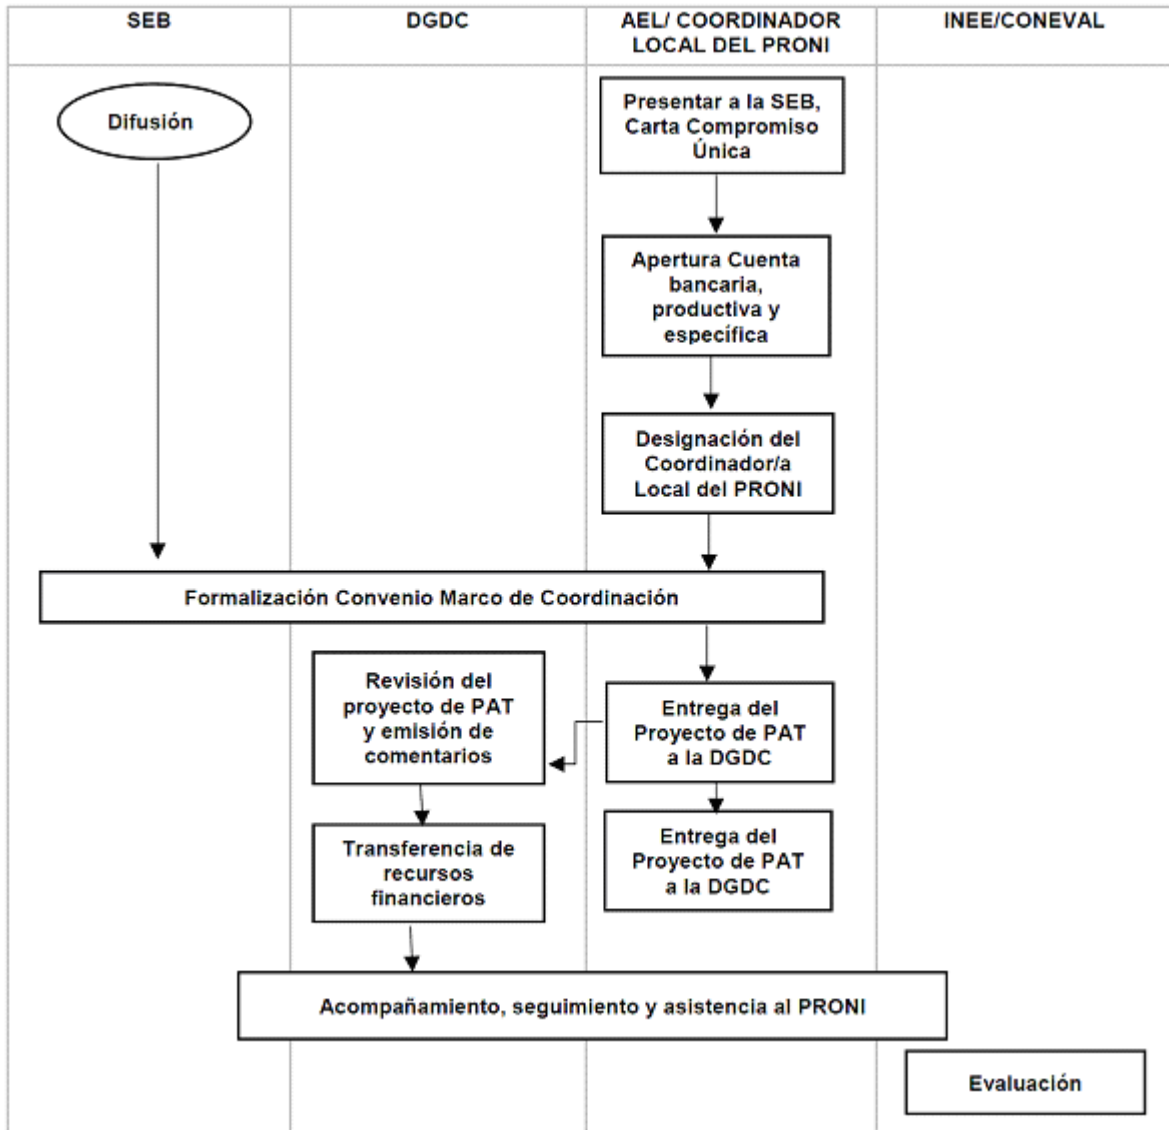 SEB
DGDC
AEL/ COORDINADOR
LOCAL DEL PRONI
INEE/CONEVAL
Difusión
Presentar a la SEB,
Carta Compromiso
Única
Apertura Cuenta
bancaria,
productiva y
específica
Designación del
Coordinador/a
Local del PRONI
Formalización Convenio Marco de Coordinación
Revisión del
proyecto de PAT
y emisión de
comentarios
Entrega del
Proyecto de PAT
a la DGDC
Transferencia de
recursos
financieros
Entrega del
Proyecto de PAT
a la DGDC
Acompañamiento, seguimiento y asistencia al PRONI
Evaluación